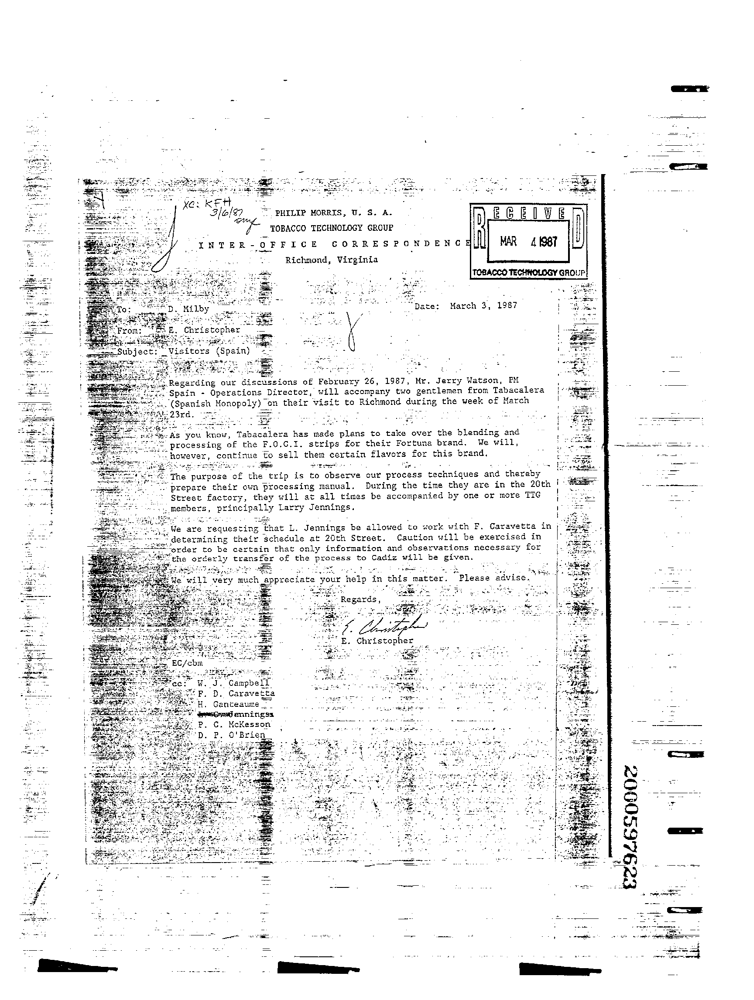 xc: KFH
3/6/87
PHILIP MORRIS, U. S. A.
TOBACCO TECHNOLOGY GROUP
INTER-OFFICE CORRESPONDENCE
Richmond, Virginia
RECEIVED
MAR 4 1987
TOBACCO TECHNOLOGY GROUP
To: D. Milby
Date: March 3, 1987
From: E. Christopher
Subject: Visitors (Spain)
Regarding our discussions of February 26, 1987, Mr. Jerry Watson, PM
Spain - Operations Director, will accompany two gentlemen from Tabacalera
(Spanish Monopoly) on their visit to Richmond during the week of March
23rd.
As you know, Tabacalera has made plans to take over the blending and
processing of the F.O.C.I. strips for their Fortuna brand. We will,
however, continue to sell them certain flavors for this brand.
The purpose of the trip is to observe our process techniques and thereby
prepare their own processing manual. During the time they are in the 20th
Street factory, they will at all times be accompanied by one or more TTG
members, principally Larry Jennings.
We are requesting that L. Jennings be allowed to work with F. Caravetta in
determining their schedule at 20th Street. Caution will be exercised in
order to be certain that only information and observations necessary for
the orderly transfer of the process to Cadiz will be given.
We will very much appreciate your help in this matter. Please advise.
Regards,
E. Christopher
E. Christopher
EC/cbm
cc: W. J. Campbell
F. D. Caravetta
H. Ganteaume
Jennings
P. C. McKesson
D. P. O'Brien
2000597623